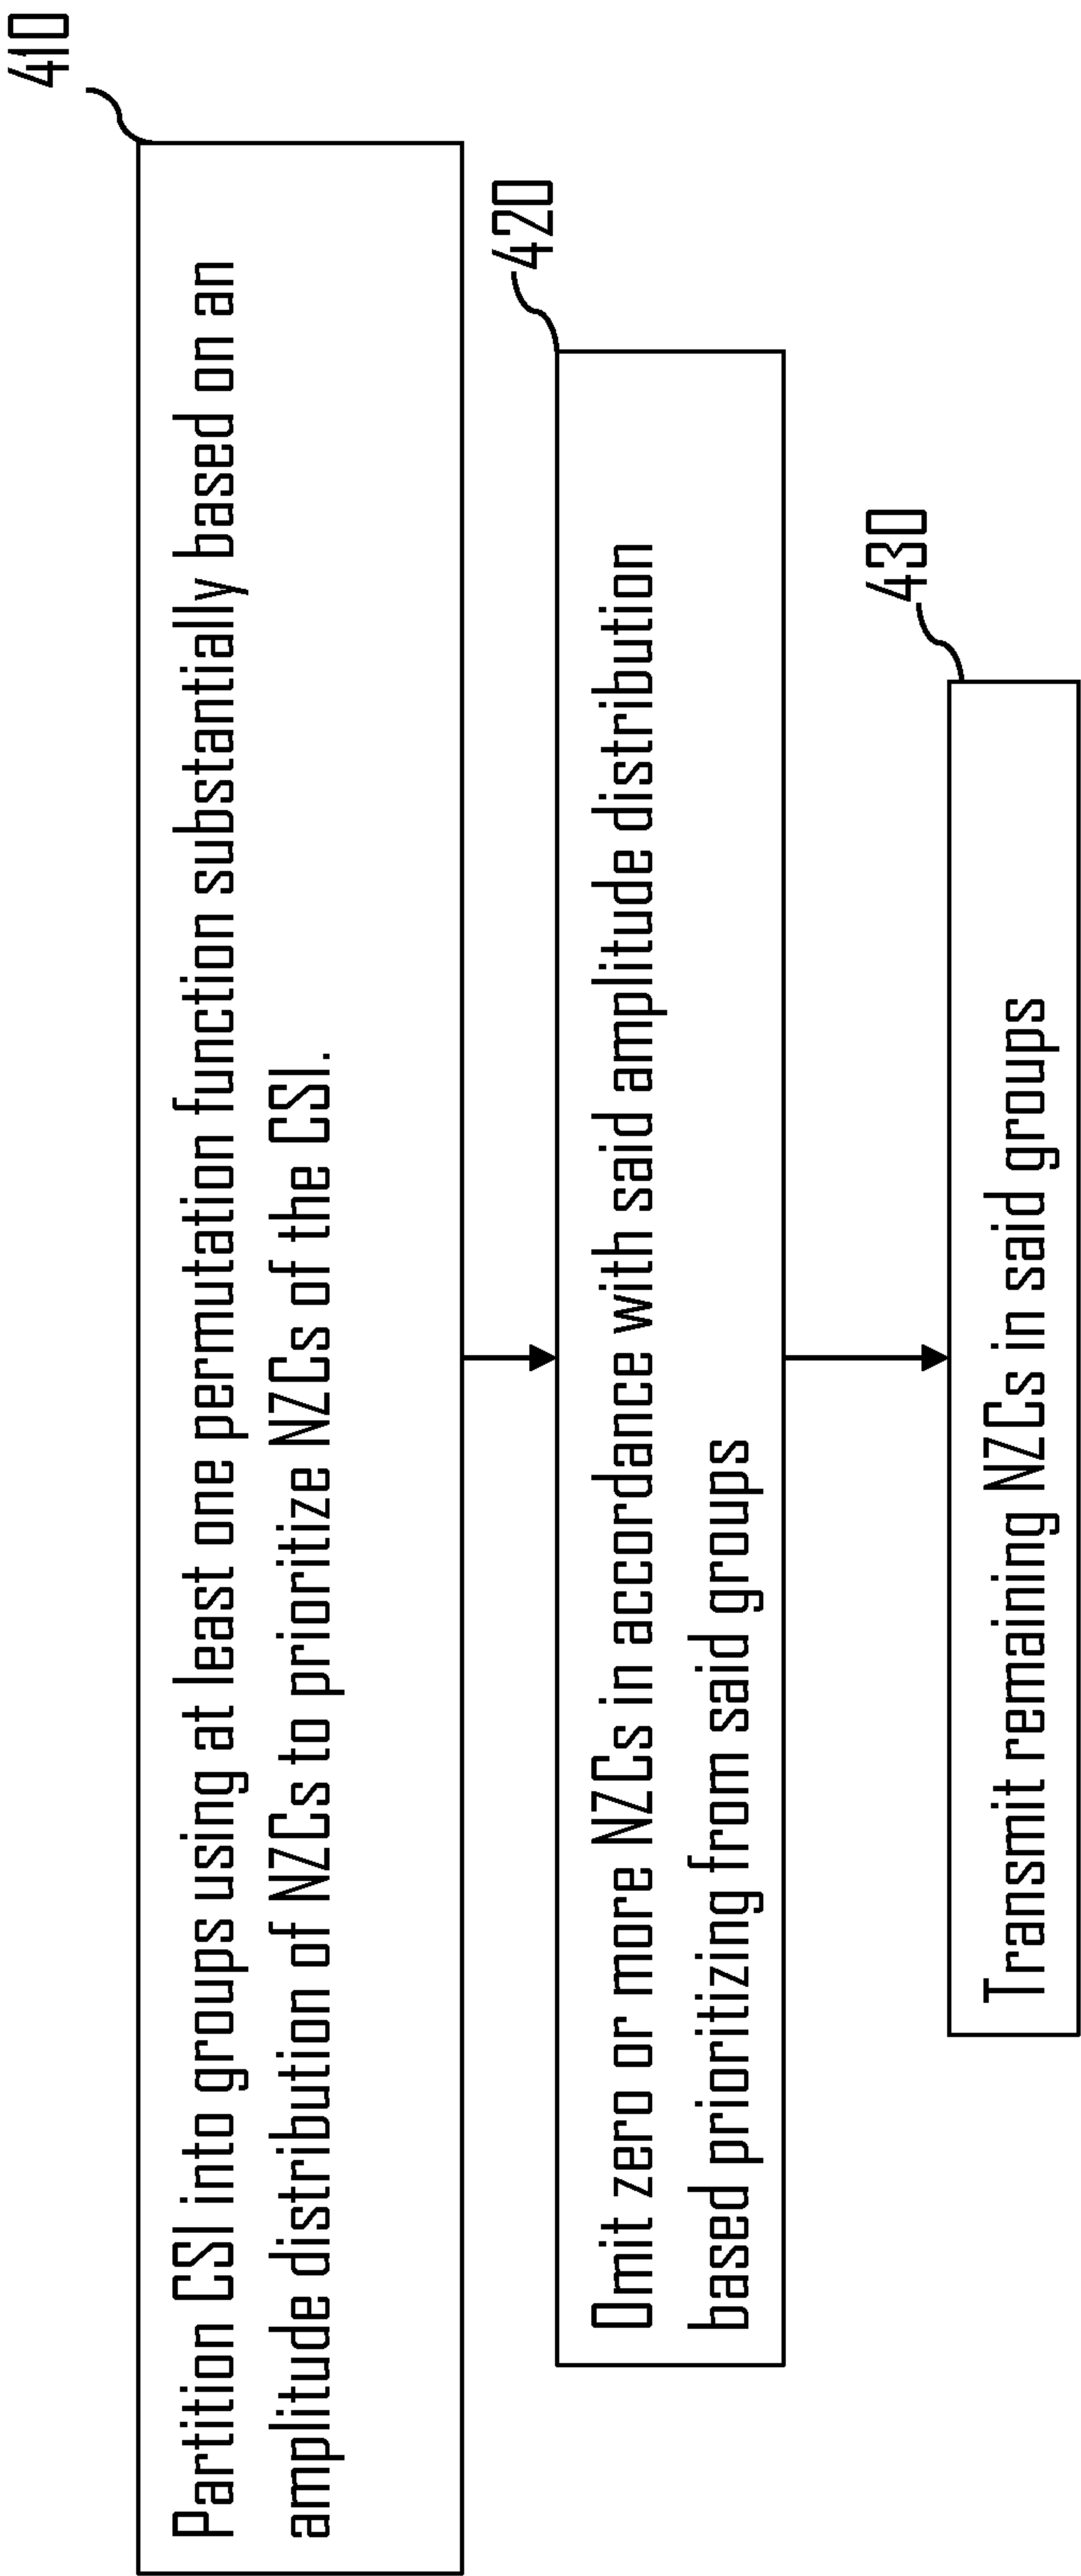 410
Partition CSI into groups using at least one permutation function substantially based on an
amplitude distribution of NZCs to prioritize NZCs of the CSI.
420
Omit zero or more NZCs in accordance with said amplitude distribution
based prioritizing from said groups
430
Transmit remaining NZCs in said groups